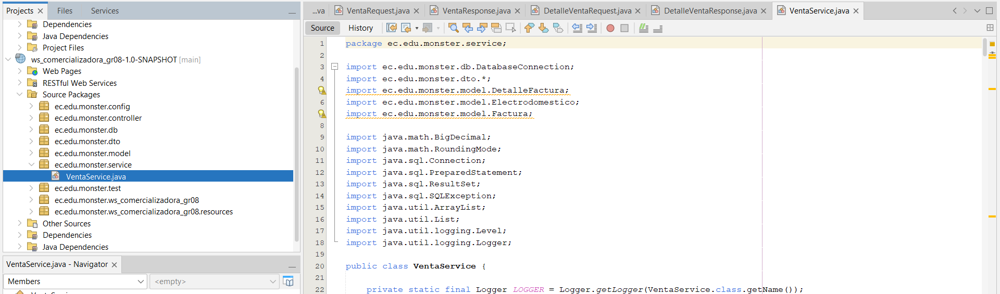 Projects
Files
Services
Dependencies
Java Dependencies
Project Files
ws_comercializadora_gr08-1.0-SNAPSHOT [main]
Web Pages
RESTful Web Services
Source Packages
ec.edu.monster.config
ec.edu.monster.controller
ec.edu.monster.db
ec.edu.monster.dto
ec.edu.monster.model
ec.edu.monster.service
VentaService.java
ec.edu.monster.test
ec.edu.monster.ws_comercializadora_gr08
ec.edu.monster.ws_comercializadora_gr08.resources
Other Sources
Dependencies
Java Dependencies
VentaService.java - Navigator
Members
<empty>
...va
VentaRequest.java
VentaResponse.java
DetalleVentaRequest.java
DetalleVentaResponse.java
VentaService.java
Source
History
1 package ec.edu.monster.service;
2
3 import ec.edu.monster.db.DatabaseConnection;
4 import ec.edu.monster.dto.*;
import ec.edu.monster.model.DetalleFactura;
6 import ec.edu.monster.model.Electrodomestico;
import ec.edu.monster.model.Factura;
8
9 import java.math.BigDecimal;
10 import java.math.RoundingMode;
11 import java.sql.Connection;
12 import java.sql.PreparedStatement;
13 import java.sql.ResultSet;
14 import java.sql.SQLException;
15 import java.util.ArrayList;
16 import java.util.List;
17 import java.util.logging.Level;
18 import java.util.logging.Logger;
19
20 public class VentaService {
21
22 private static final Logger LOGGER = Logger.getLogger(VentaService.class.getName());